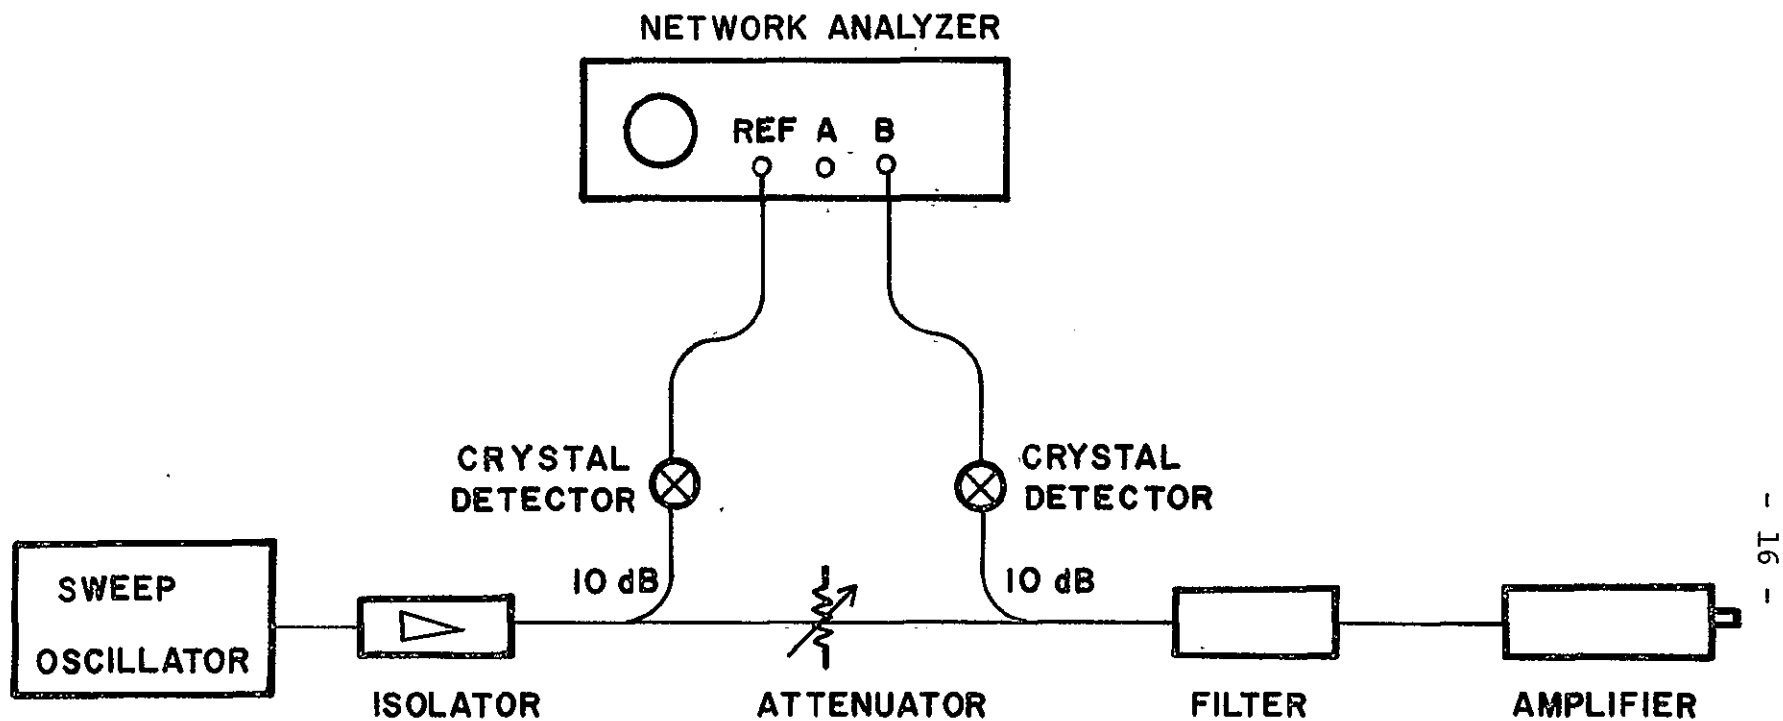 NETWORK ANALYZER
REF A B
CRYSTAL
DETECTOR
CRYSTAL
DETECTOR
10 dB
10 dB
SWEEP
OSCILLATOR
ISOLATOR
ATTENUATOR
FILTER
AMPLIFIER
- 16 -